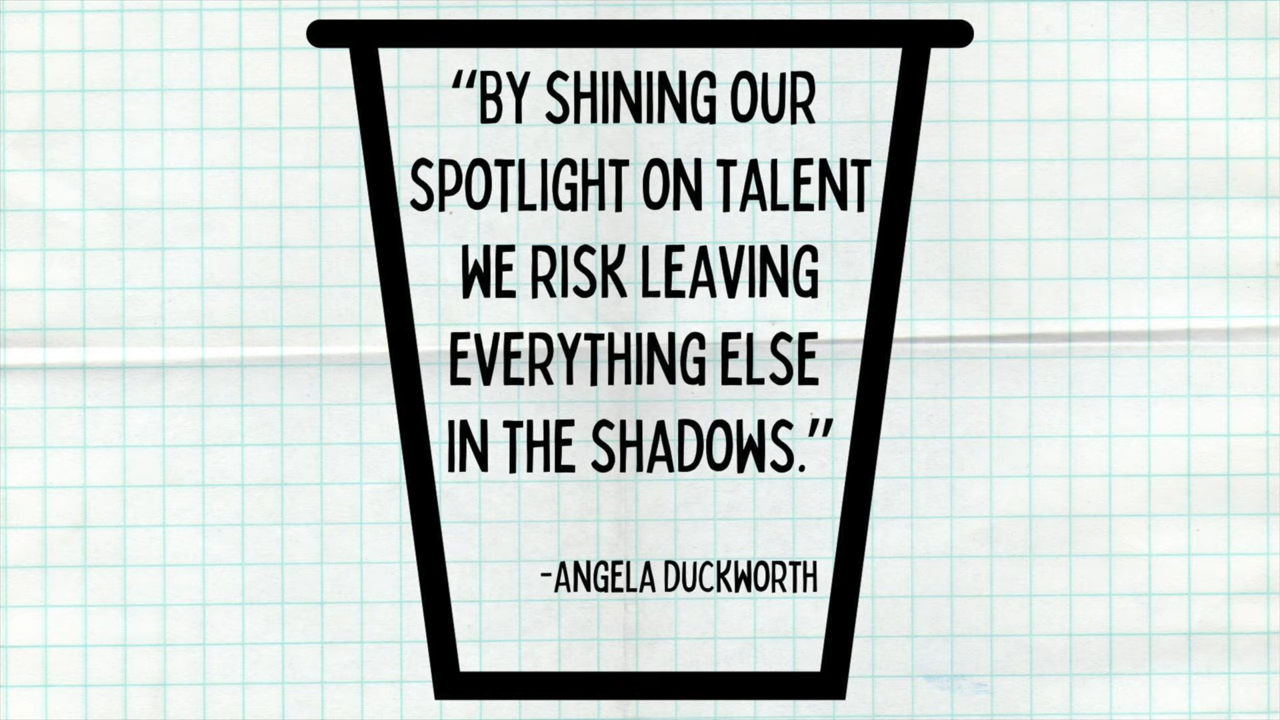 “BY SHINING OUR
SPOTLIGHT ON TALENT
WE RISK LEAVING
EVERYTHING ELSE
IN THE SHADOWS.”
-ANGELA DUCKWORTH